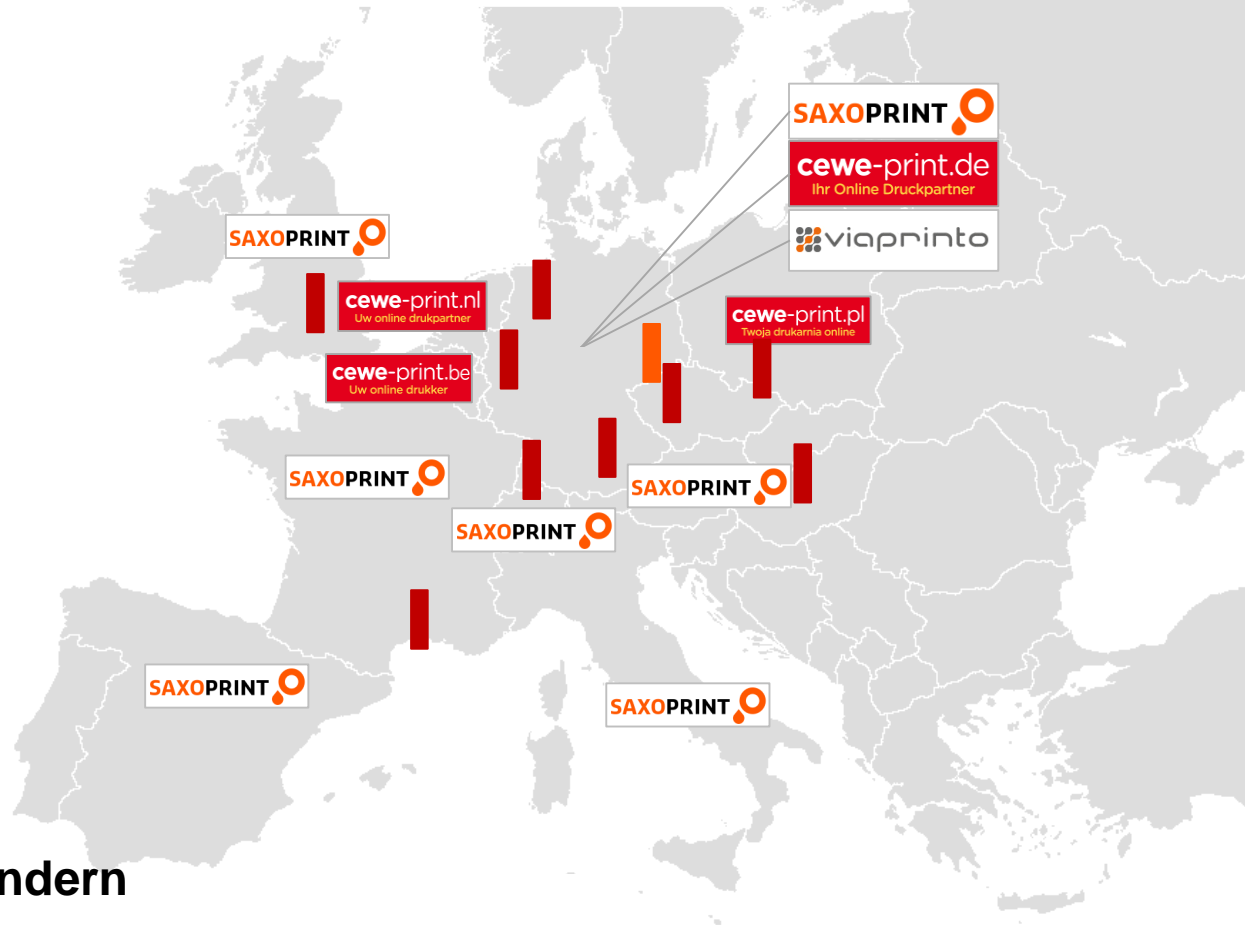 SAXOPRINT
cewe-print.de
Ihr Online Druckpartner
viaprinto
SAXOPRINT
cewe-print.nl
Uw online drukpartner
cewe-print.pl
Twoja drukarnia online
cewe-print.be
Uw online drukker
SAXOPRINT
SAXOPRINT
SAXOPRINT
SAXOPRINT
SAXOPRINT
ndern